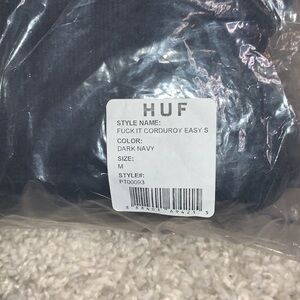 HUF
STYLE NAME:
FUCK IT CORDUROY EASY S
COLOR:
DARK NAVY
SIZE:
M
STYLE#:
PT00093